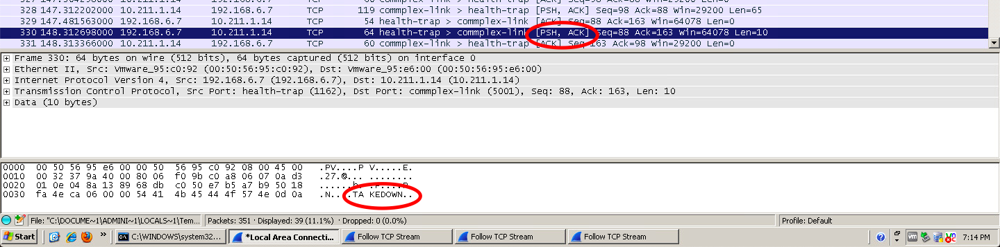 327 147.304298000 10.211.1.14 192.168.6.7 TCP 60 commplex-link > health-trap [ACK] Seq=98 Ack=88 Win=29200 Len=0
328 147.312202000 10.211.1.14 192.168.6.7 TCP 119 commplex-link > health-trap [PSH, ACK] Seq=98 Ack=88 Win=29200 Len=65
329 147.481563000 192.168.6.7 10.211.1.14 TCP 54 health-trap > commplex-link [ACK] Seq=88 Ack=163 Win=64078 Len=0
330 148.312698000 192.168.6.7 10.211.1.14 TCP 64 health-trap > commplex-link [PSH, ACK] Seq=88 Ack=163 Win=64078 Len=10
331 148.313366000 10.211.1.14 192.168.6.7 TCP 60 commplex-link > health-trap [ACK] Seq=163 Ack=98 Win=29200 Len=0
Frame 330: 64 bytes on wire (512 bits), 64 bytes captured (512 bits) on interface 0
Ethernet II, Src: Vmware_95:c0:92 (00:50:56:95:c0:92), Dst: Vmware_95:e6:00 (00:50:56:95:e6:00)
Internet Protocol Version 4, Src: 192.168.6.7 (192.168.6.7), Dst: 10.211.1.14 (10.211.1.14)
Transmission Control Protocol, Src Port: health-trap (1162), Dst Port: commplex-link (5001), Seq: 88, Ack: 163, Len: 10
Data (10 bytes)
0000 00 50 56 95 e6 00 00 50 56 95 c0 92 08 00 45 00 .PV....P V.....E.
0010 00 32 37 9a 40 00 80 06 f0 9b c0 a8 06 07 0a d3 .27.@... ........
0020 01 0e 04 8a 13 89 68 db c0 50 e7 b5 a7 b9 50 18 ......h. .P....P.
0030 fa 4e ca 06 00 00 54 41 4b 45 44 4f 57 4e 0d 0a .N....TA KEDOWN..
File: "C:\DOCUME~1\ADMINI~1\LOCALS~1\Tem... Packets: 351 · Displayed: 39 (11.1%) · Dropped: 0 (0.0%) Profile: Default
Start » C:\WINDOWS\system32... *Local Area Connecti... Follow TCP Stream Follow TCP Stream Follow TCP Stream » 7:14 PM